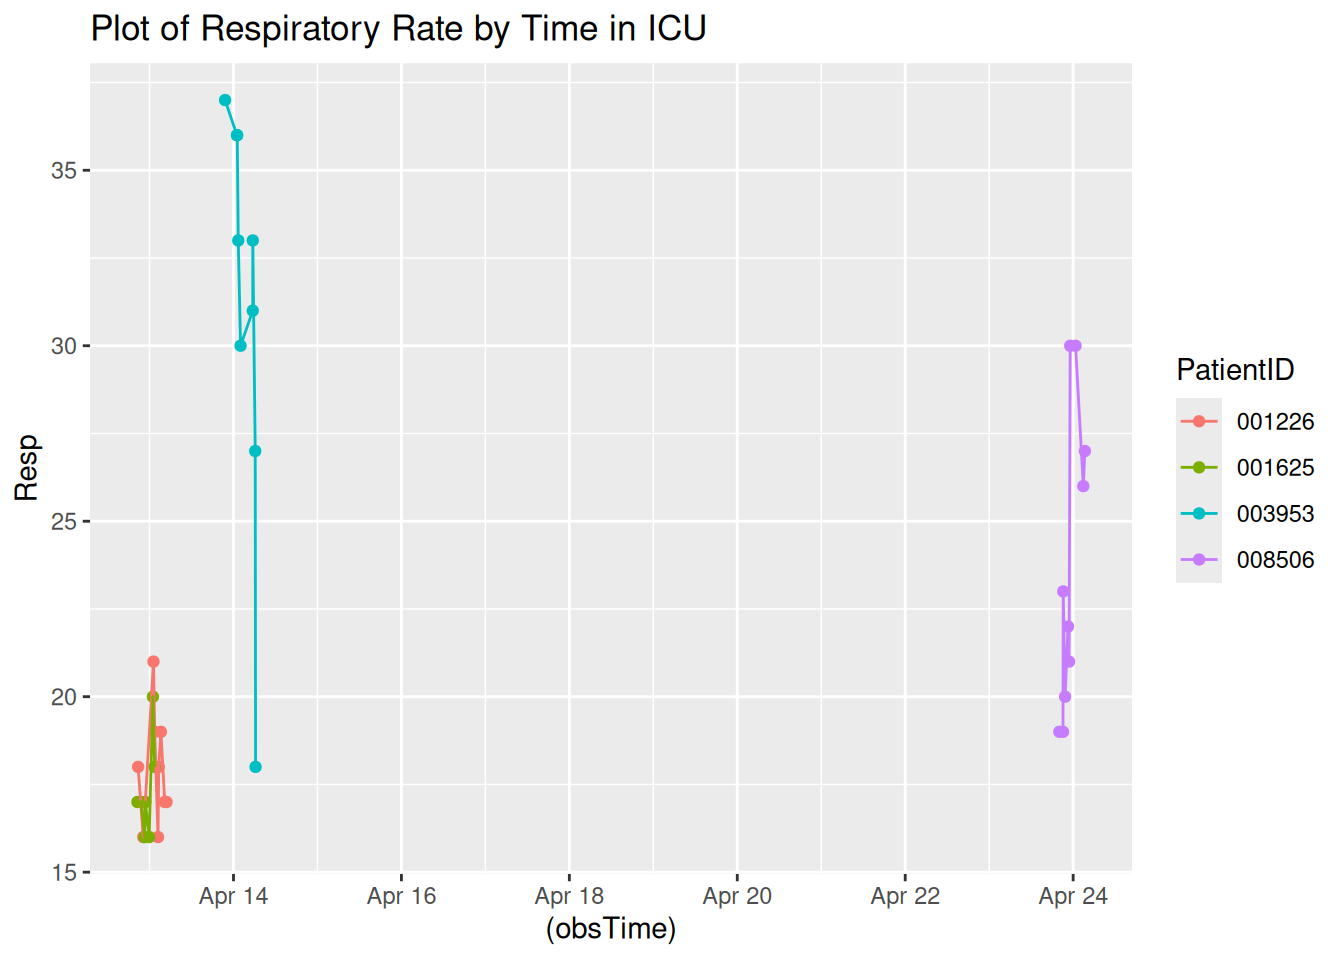 Plot of Respiratory Rate by Time in ICU
Resp
35
30
25
20
15
Apr 14 Apr 16 Apr 18 Apr 20 Apr 22 Apr 24
(obsTime)
PatientID
001226
001625
003953
008506